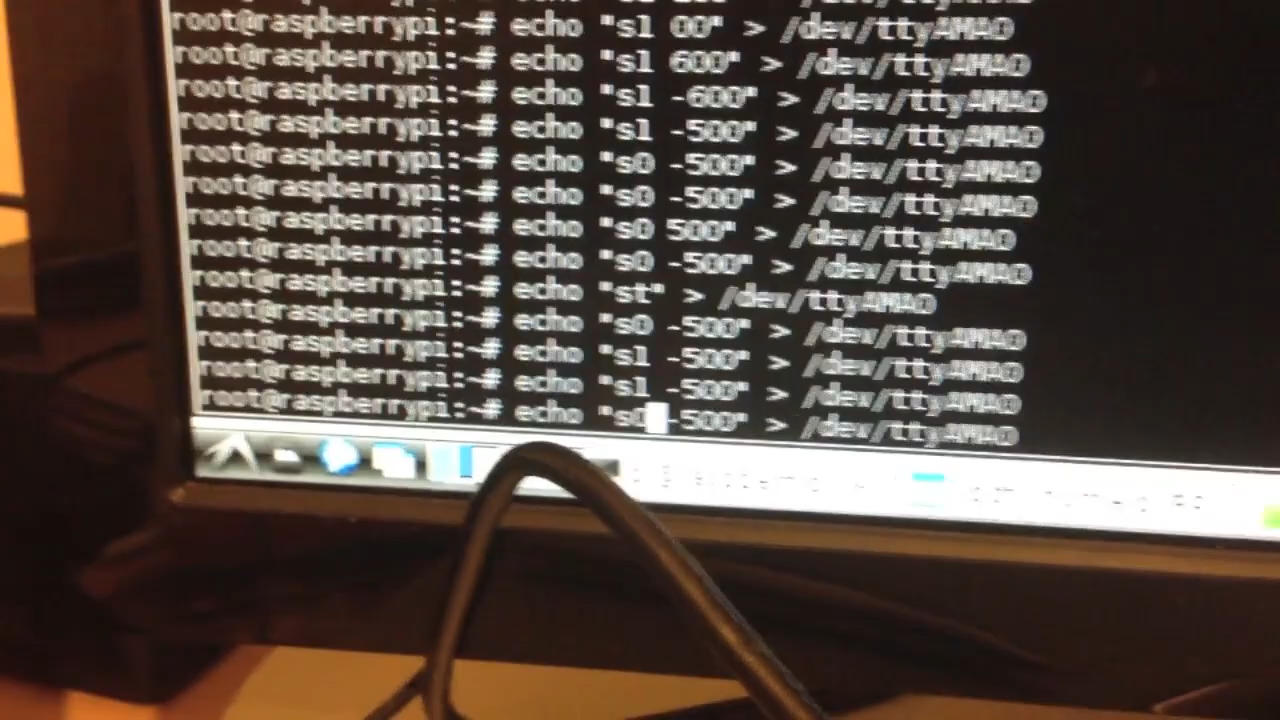 root@raspberrypi:~# echo "s1 00" > /dev/ttyAMA0
root@raspberrypi:~# echo "s1 600" > /dev/ttyAMA0
root@raspberrypi:~# echo "s1 -600" > /dev/ttyAMA0
root@raspberrypi:~# echo "s1 -500" > /dev/ttyAMA0
root@raspberrypi:~# echo "s0 -500" > /dev/ttyAMA0
root@raspberrypi:~# echo "s0 -500" > /dev/ttyAMA0
root@raspberrypi:~# echo "s0 500" > /dev/ttyAMA0
root@raspberrypi:~# echo "s0 -500" > /dev/ttyAMA0
root@raspberrypi:~# echo "st" > /dev/ttyAMA0
root@raspberrypi:~# echo "s0 -500" > /dev/ttyAMA0
root@raspberrypi:~# echo "s1 -500" > /dev/ttyAMA0
root@raspberrypi:~# echo "s1 -500" > /dev/ttyAMA0
root@raspberrypi:~# echo "s0 -500" > /dev/ttyAMA0